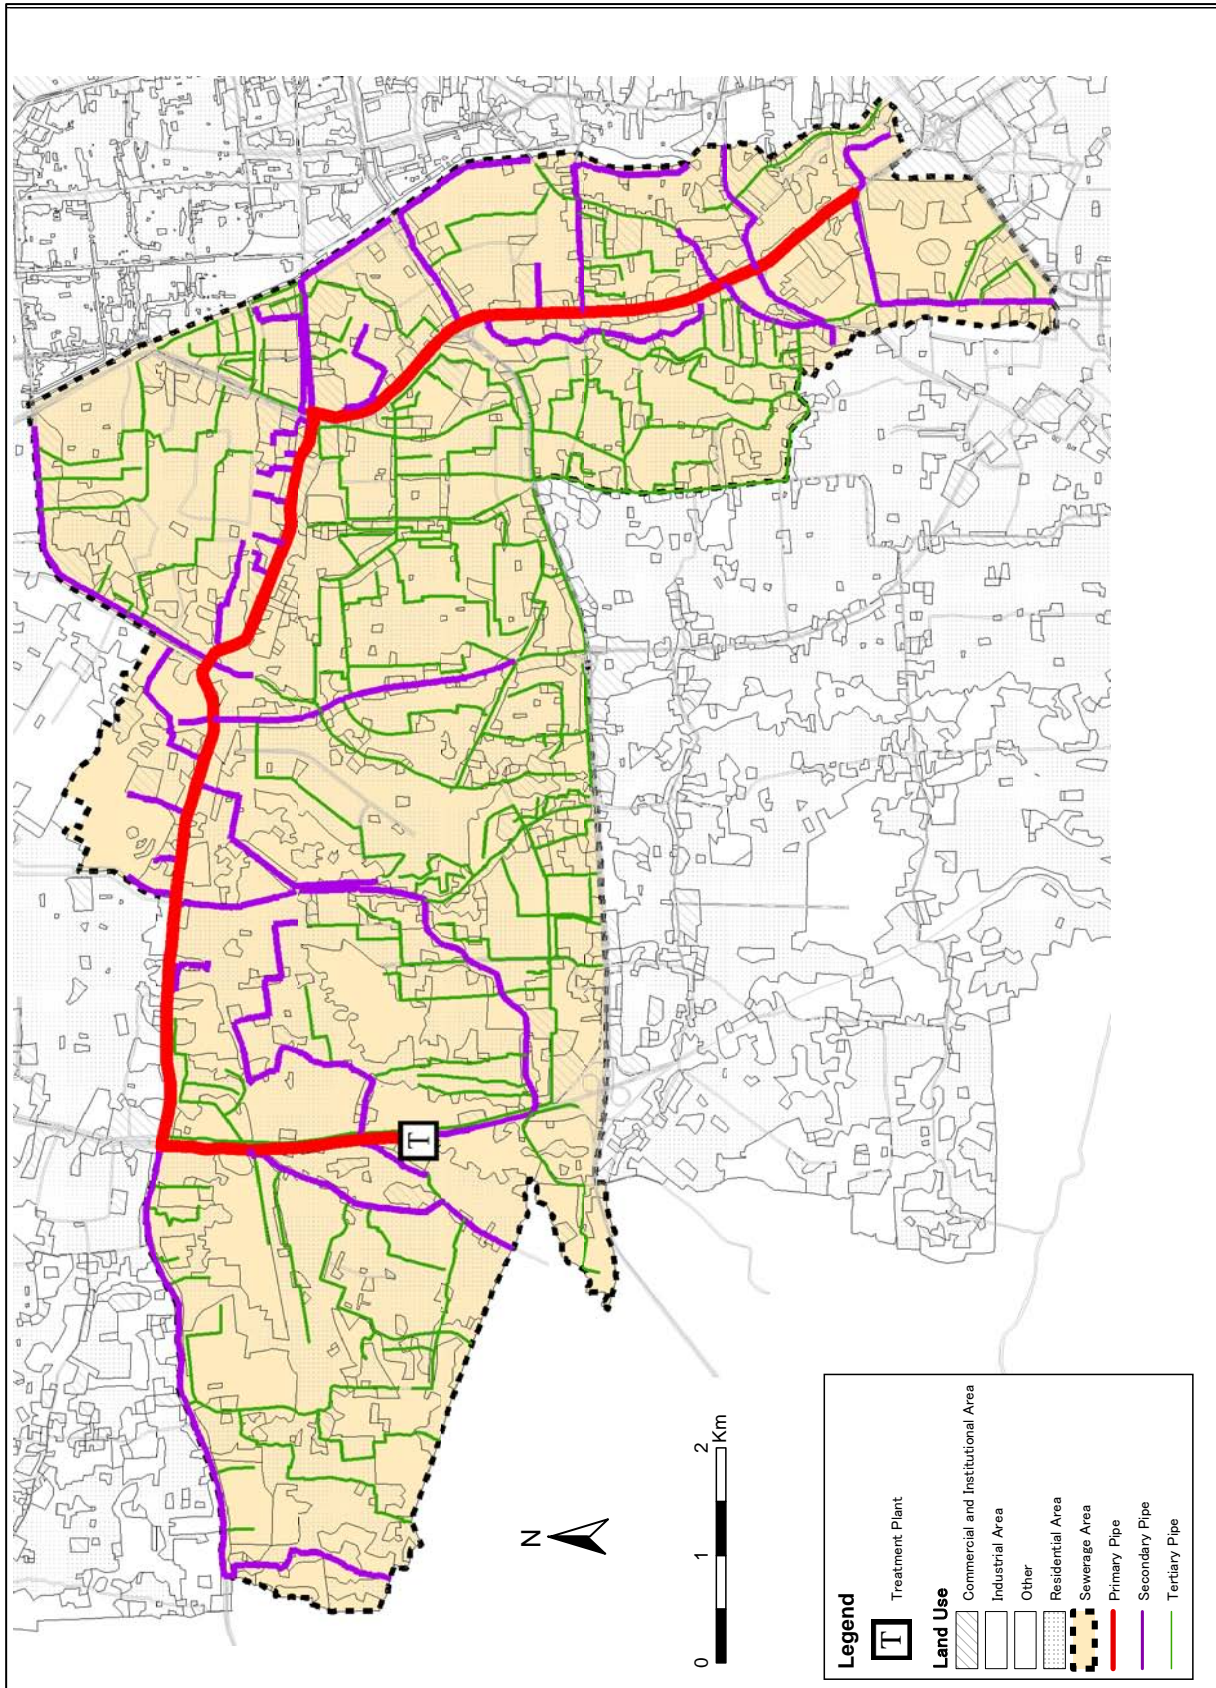 T
N
0 1 2
Km
Legend
T Treatment Plant
Land Use
Commercial and Institutional Area
Industrial Area
Other
Residential Area
Sewerage Area
Primary Pipe
Secondary Pipe
Tertiary Pipe